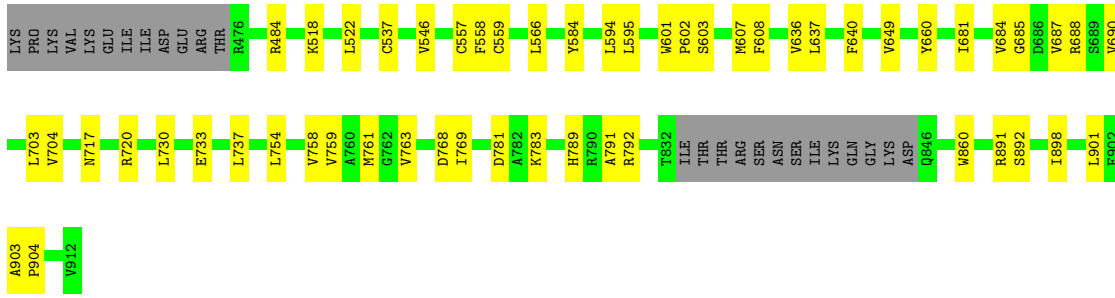 LYS PRO LYS VAL LYS GLU ILE ILE ASP GLU ARG THR R476 R484 K518 L522 C537 V546 C557 F558 C559 L566 Y584 L594 L595 W601 P602 S603 M607 F608 V636 L637 F640 V649 Y660 I681 V684 G685 D686 V687 R688 S689 V690
L703 V704 N717 R720 L730 E733 L737 L754 V758 V759 A760 M761 G762 V763 D768 I769 D781 A782 K783 H789 R790 A791 R792 T832 ILE THR THR ARG SER ASN SER ILE LYS GLN GLY LYS ASP Q846 W860 R891 S892 I898 L901 E902
A903 P904 V912